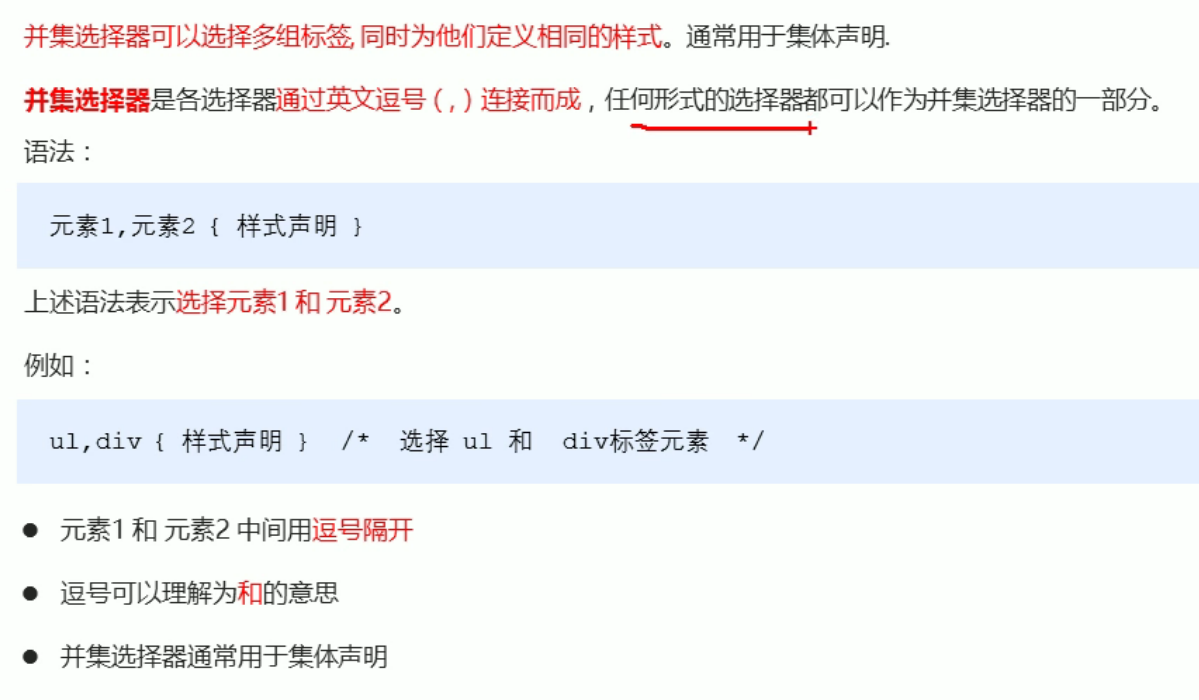 并集选择器可以选择多组标签, 同时为他们定义相同的样式。通常用于集体声明.
并集选择器是各选择器通过英文逗号（,）连接而成，任何形式的选择器都可以作为并集选择器的一部分。
语法：
元素1,元素2 { 样式声明 }
上述语法表示选择元素1 和 元素2。
例如：
ul,div { 样式声明 }  /*  选择 ul 和  div标签元素  */
● 元素1 和 元素2 中间用逗号隔开
● 逗号可以理解为和的意思
● 并集选择器通常用于集体声明